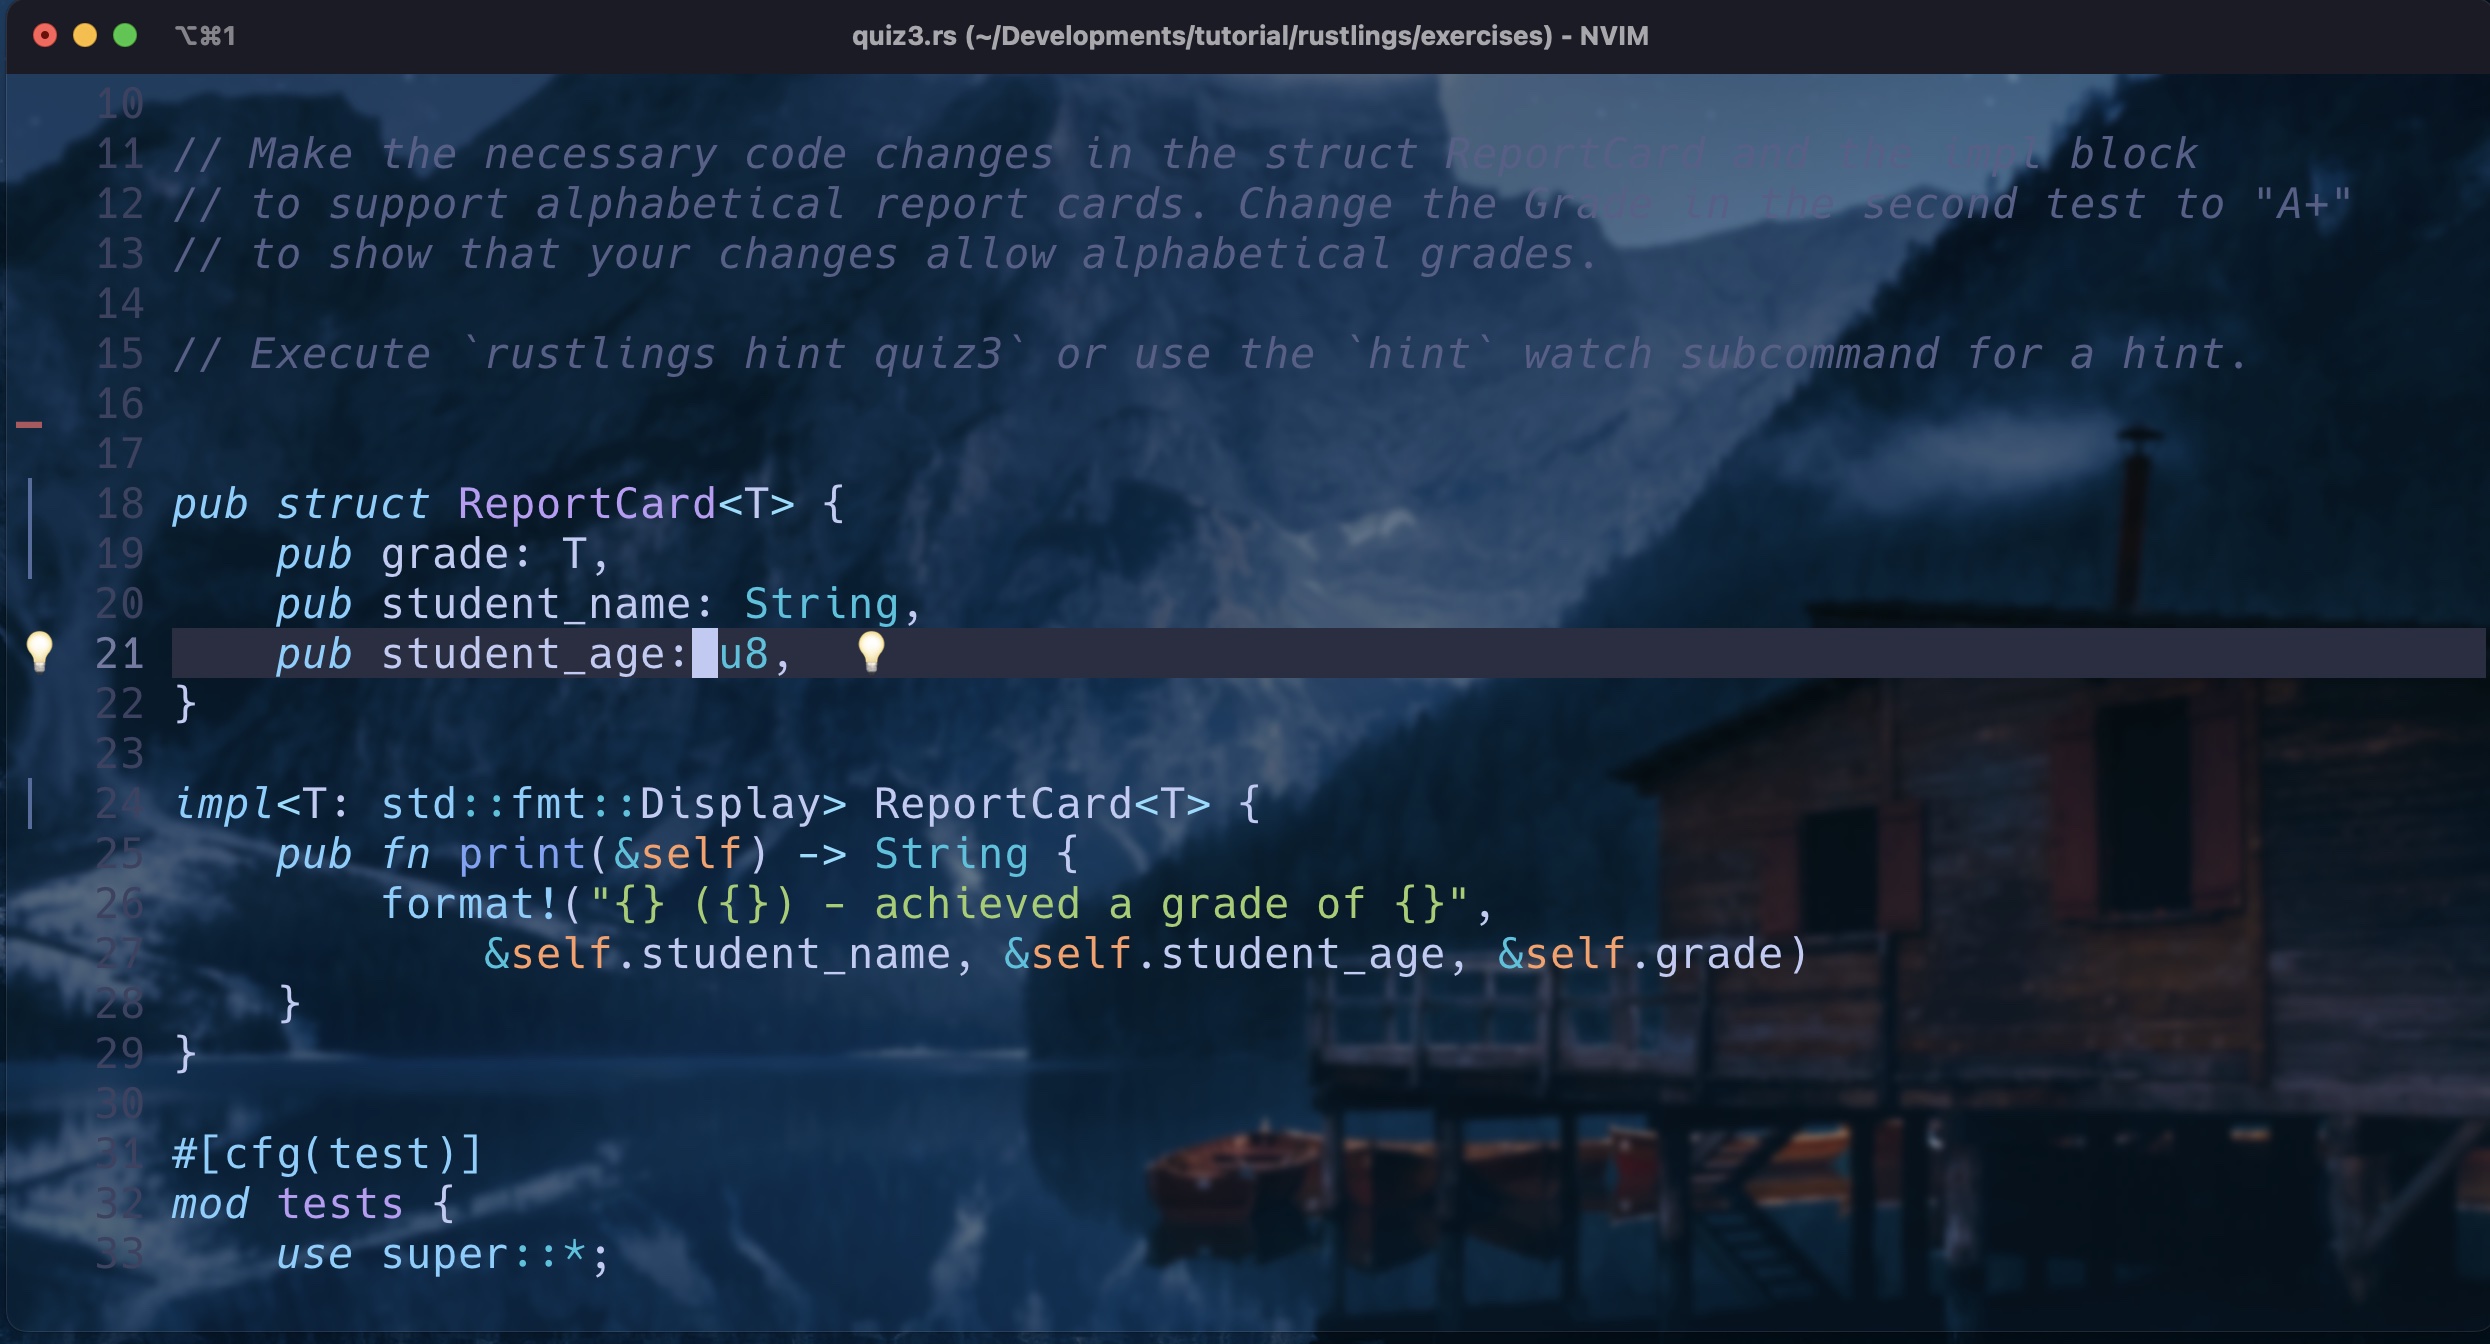 ⌥⌘1 quiz3.rs (~/Developments/tutorial/rustlings/exercises) - NVIM
10
11 // Make the necessary code changes in the struct ReportCard and the impl block
12 // to support alphabetical report cards. Change the Grade in the second test to "A+"
13 // to show that your changes allow alphabetical grades.
14
15 // Execute `rustlings hint quiz3` or use the `hint` watch subcommand for a hint.
16
17
18 pub struct ReportCard<T> {
19     pub grade: T,
20     pub student_name: String,
21     pub student_age: u8,
22 }
23
24 impl<T: std::fmt::Display> ReportCard<T> {
25     pub fn print(&self) -> String {
26         format!("{} ({}) - achieved a grade of {}",
27             &self.student_name, &self.student_age, &self.grade)
28     }
29 }
30
31 #[cfg(test)]
32 mod tests {
33     use super::*;